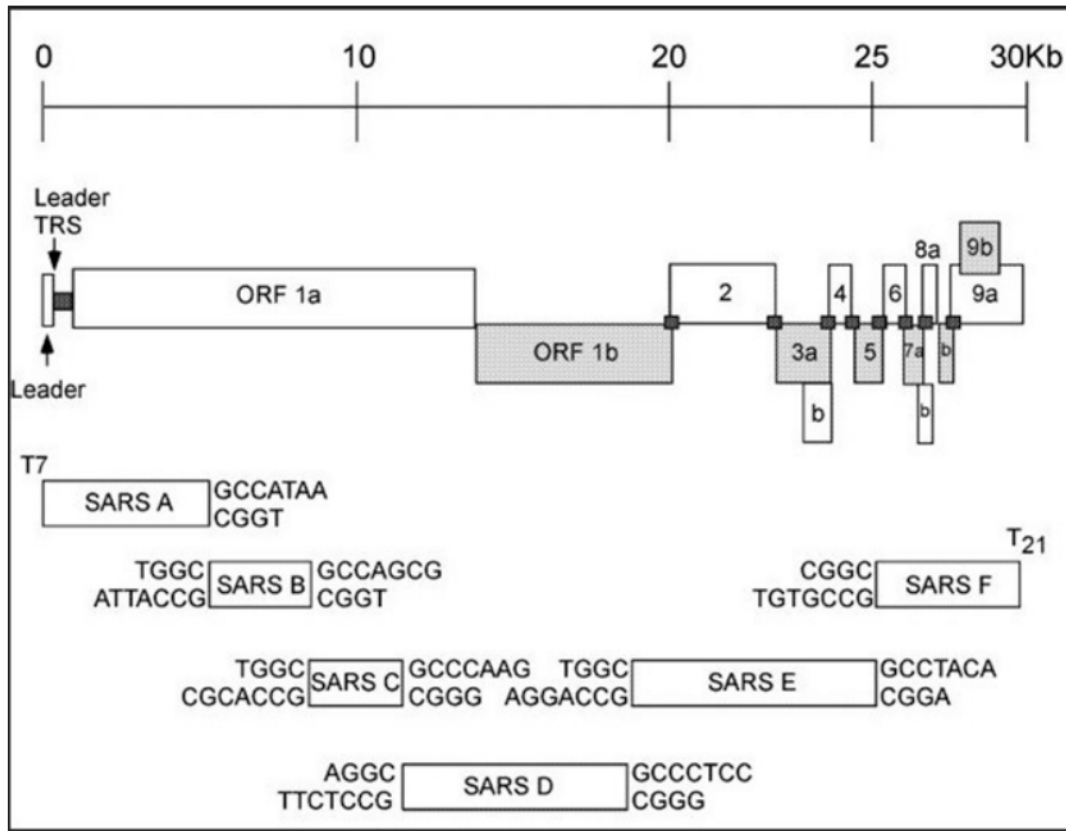 0 10 20 25 30Kb
Leader
TRS
8a
9b
ORF 1a
2
4
6
9a
ORF 1b
3a
5
7a
b
Leader
b
b
T7
SARS A
GCCATAA
CGGT
T21
TGGC
ATTACCG
SARS B
GCCAGCG
CGGT
CGGC
TGTGCCG
SARS F
TGGC
CGCACCG
SARS C
GCCCAAG
CGGG
TGGC
AGGACCG
SARS E
GCCTACA
CGGA
AGGC
TTCTCCG
SARS D
GCCCTCC
CGGG